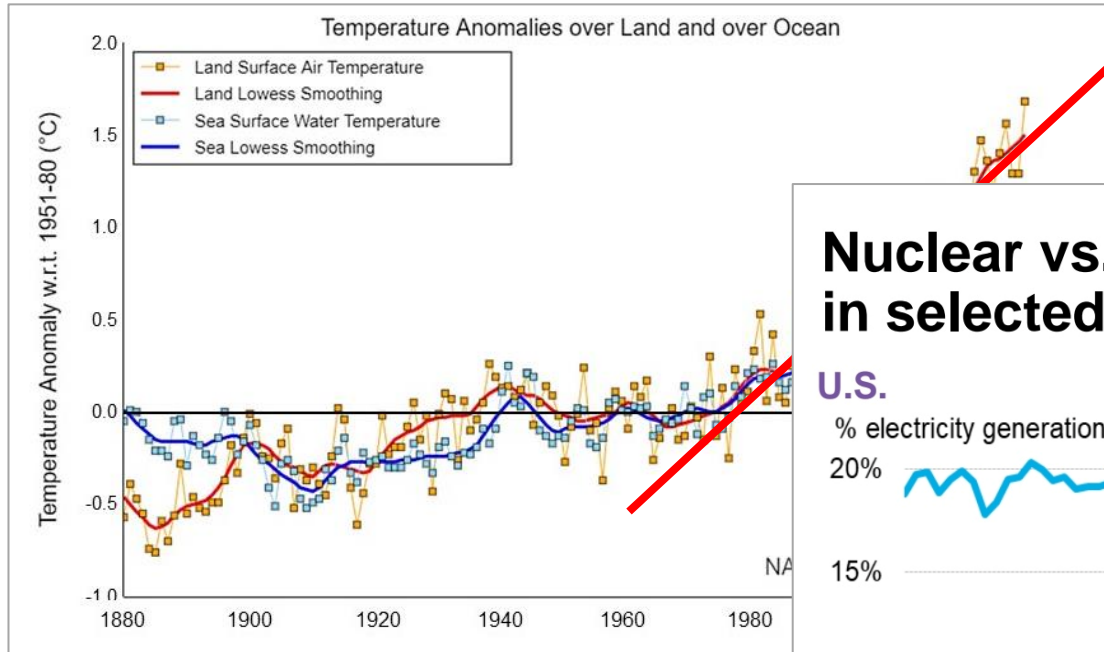 Temperature Anomalies over Land and over Ocean
Temperature Anomaly w.r.t. 1951-80 (°C)
2.0
1.5
1.0
0.5
0.0
-0.5
-1.0
Land Surface Air Temperature
Land Lowess Smoothing
Sea Surface Water Temperature
Sea Lowess Smoothing
NA
1880 1900 1920 1940 1960 1980
Nuclear vs.
in selected
U.S.
% electricity generation
20%
15%